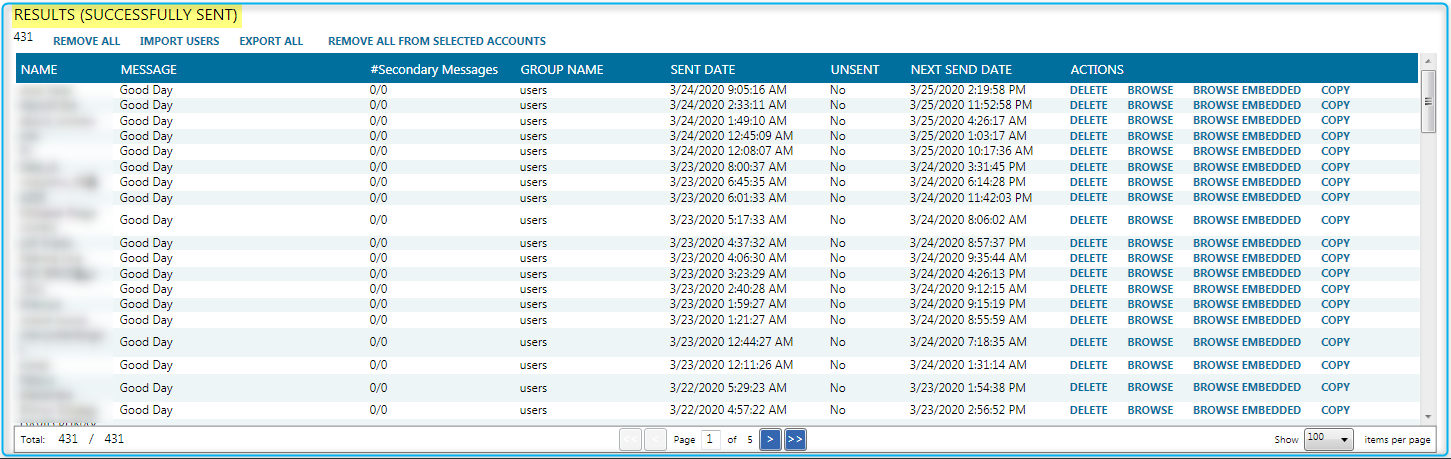 RESULTS (SUCCESSFULLY SENT)
431 REMOVE ALL IMPORT USERS EXPORT ALL REMOVE ALL FROM SELECTED ACCOUNTS
NAME MESSAGE #Secondary Messages GROUP NAME SENT DATE UNSENT NEXT SEND DATE ACTIONS
Good Day 0/0 users 3/24/2020 9:05:16 AM No 3/25/2020 2:19:58 PM DELETE BROWSE BROWSE EMBEDDED COPY
Good Day 0/0 users 3/24/2020 2:33:11 AM No 3/25/2020 11:52:58 PM DELETE BROWSE BROWSE EMBEDDED COPY
Good Day 0/0 users 3/24/2020 1:49:10 AM No 3/25/2020 4:26:17 AM DELETE BROWSE BROWSE EMBEDDED COPY
Good Day 0/0 users 3/24/2020 12:45:09 AM No 3/25/2020 1:03:17 AM DELETE BROWSE BROWSE EMBEDDED COPY
Good Day 0/0 users 3/24/2020 12:08:07 AM No 3/25/2020 10:17:36 AM DELETE BROWSE BROWSE EMBEDDED COPY
Good Day 0/0 users 3/23/2020 8:00:37 AM No 3/24/2020 3:31:45 PM DELETE BROWSE BROWSE EMBEDDED COPY
Good Day 0/0 users 3/23/2020 6:45:35 AM No 3/24/2020 6:14:28 PM DELETE BROWSE BROWSE EMBEDDED COPY
Good Day 0/0 users 3/23/2020 6:01:33 AM No 3/24/2020 11:42:03 PM DELETE BROWSE BROWSE EMBEDDED COPY
Good Day 0/0 users 3/23/2020 5:17:33 AM No 3/24/2020 8:06:02 AM DELETE BROWSE BROWSE EMBEDDED COPY
Good Day 0/0 users 3/23/2020 4:37:32 AM No 3/24/2020 8:57:37 PM DELETE BROWSE BROWSE EMBEDDED COPY
Good Day 0/0 users 3/23/2020 4:06:30 AM No 3/24/2020 9:35:44 AM DELETE BROWSE BROWSE EMBEDDED COPY
Good Day 0/0 users 3/23/2020 3:23:29 AM No 3/24/2020 4:26:13 PM DELETE BROWSE BROWSE EMBEDDED COPY
Good Day 0/0 users 3/23/2020 2:40:28 AM No 3/24/2020 9:12:15 AM DELETE BROWSE BROWSE EMBEDDED COPY
Good Day 0/0 users 3/23/2020 1:59:27 AM No 3/24/2020 9:15:19 PM DELETE BROWSE BROWSE EMBEDDED COPY
Good Day 0/0 users 3/23/2020 1:21:27 AM No 3/24/2020 8:55:59 AM DELETE BROWSE BROWSE EMBEDDED COPY
Good Day 0/0 users 3/23/2020 12:44:27 AM No 3/24/2020 7:18:35 AM DELETE BROWSE BROWSE EMBEDDED COPY
Good Day 0/0 users 3/23/2020 12:11:26 AM No 3/24/2020 1:31:14 AM DELETE BROWSE BROWSE EMBEDDED COPY
Good Day 0/0 users 3/22/2020 5:29:23 AM No 3/23/2020 1:54:38 PM DELETE BROWSE BROWSE EMBEDDED COPY
Good Day 0/0 users 3/22/2020 4:57:22 AM No 3/23/2020 2:56:52 PM DELETE BROWSE BROWSE EMBEDDED COPY
Total: 431 / 431 << < Page 1 of 5 > >> Show 100 items per page